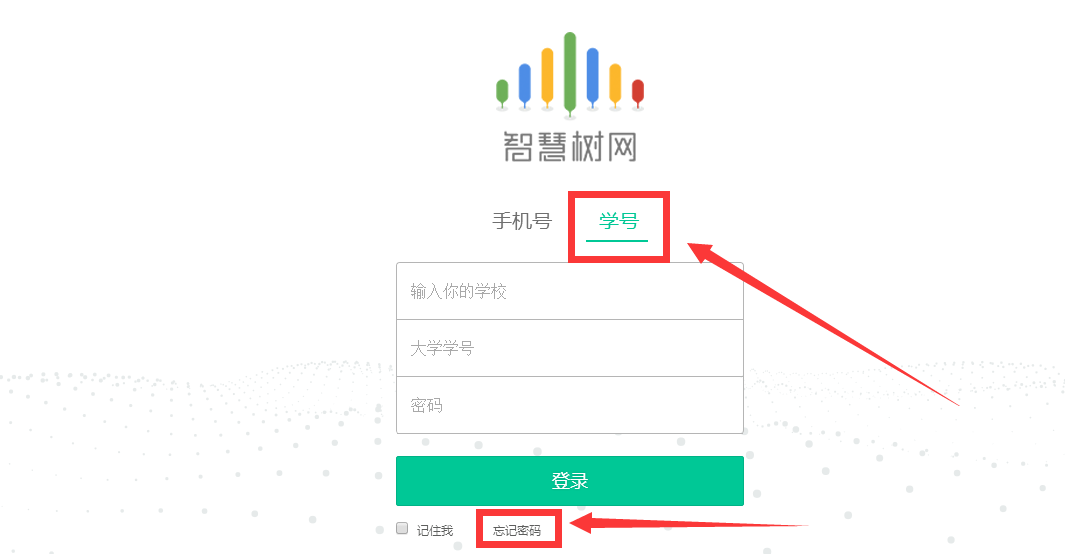 智慧树网
手机号 学号
输入你的学校
大学学号
密码
登录
记住我 忘记密码